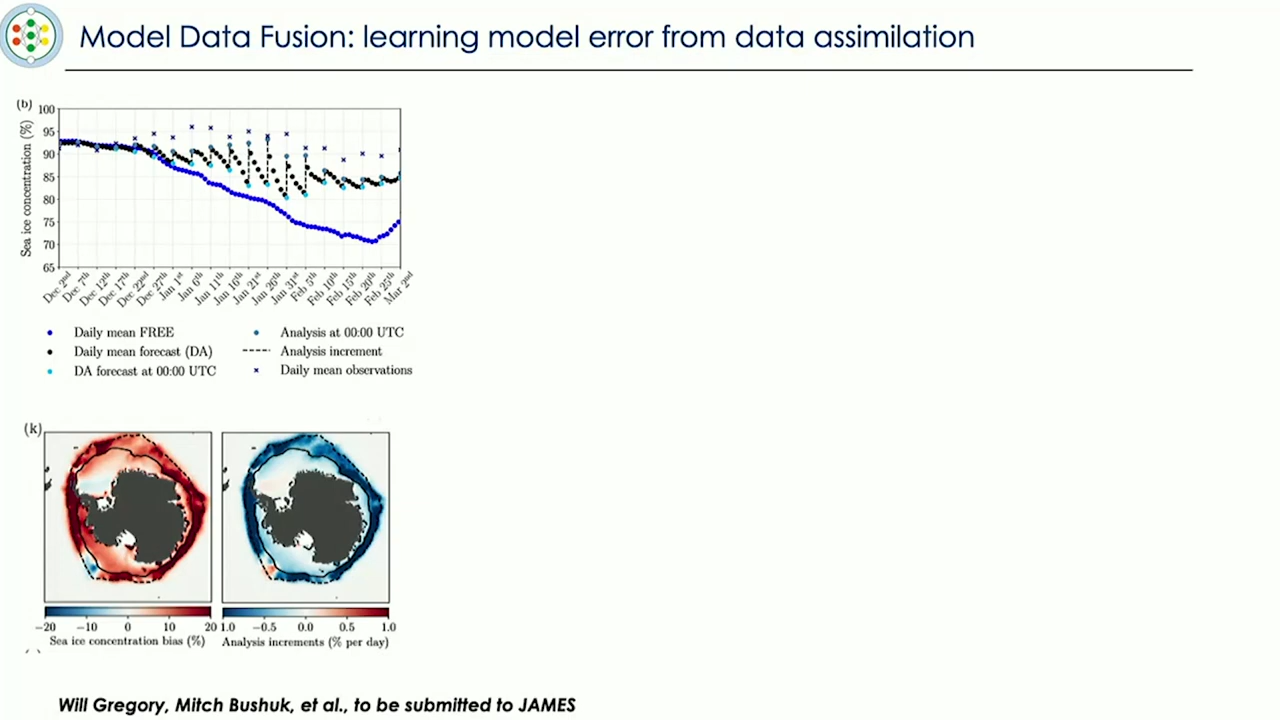 Model Data Fusion: learning model error from data assimilation
(b)
Sea ice concentration (%)
100
95
90
85
80
75
70
65
Dec 2nd
Dec 7th
Dec 12th
Dec 17th
Dec 22nd
Dec 27th
Jan 1st
Jan 6th
Jan 11th
Jan 16th
Jan 21st
Jan 26th
Jan 31st
Feb 5th
Feb 10th
Feb 15th
Feb 20th
Feb 25th
Mar 2nd
Daily mean FREE
Daily mean forecast (DA)
DA forecast at 00:00 UTC
Analysis at 00:00 UTC
Analysis increment
Daily mean observations
(k)
−20 −10 0 10 20
Sea ice concentration bias (%)
1.0 −0.5 0.0 0.5 1.0
Analysis increments (% per day)
Will Gregory, Mitch Bushuk, et al., to be submitted to JAMES